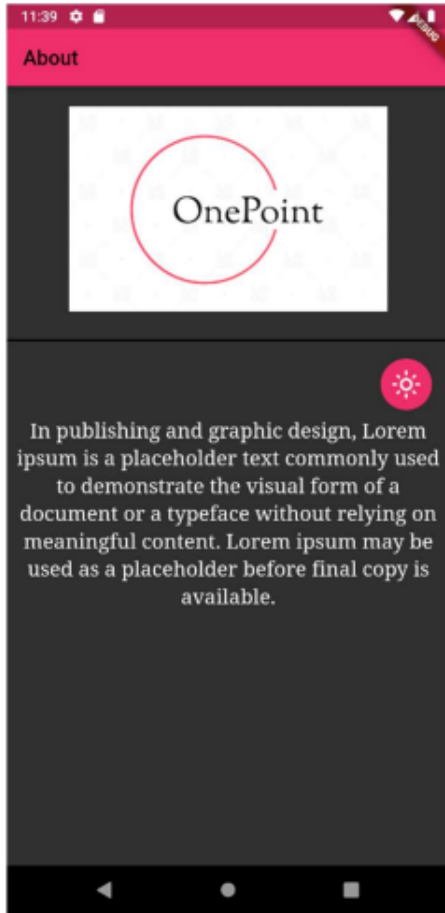 11:39
DEBUG
About
OnePoint
In publishing and graphic design, Lorem
ipsum is a placeholder text commonly used
to demonstrate the visual form of a
document or a typeface without relying on
meaningful content. Lorem ipsum may be
used as a placeholder before final copy is
available.